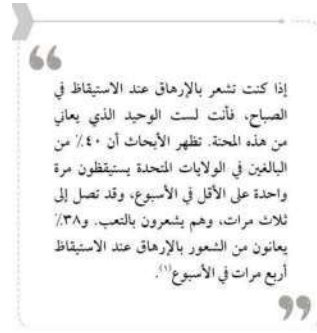 إذا كنت تشعر بالإرهاق عند الاستيقاظ في
الصباح، فأنت لست الوحيد الذي يعاني
من هذه المحنة. تظهر الأبحاث أن ٤٠٪ من
البالغين في الولايات المتحدة يستيقظون مرة
واحدة على الأقل في الأسبوع، وقد تصل إلى
ثلاث مرات، وهم يشعرون بالتعب. و٣٨٪
يعانون من الشعور بالإرهاق عند الاستيقاظ
أربع مرات في الأسبوع(١).